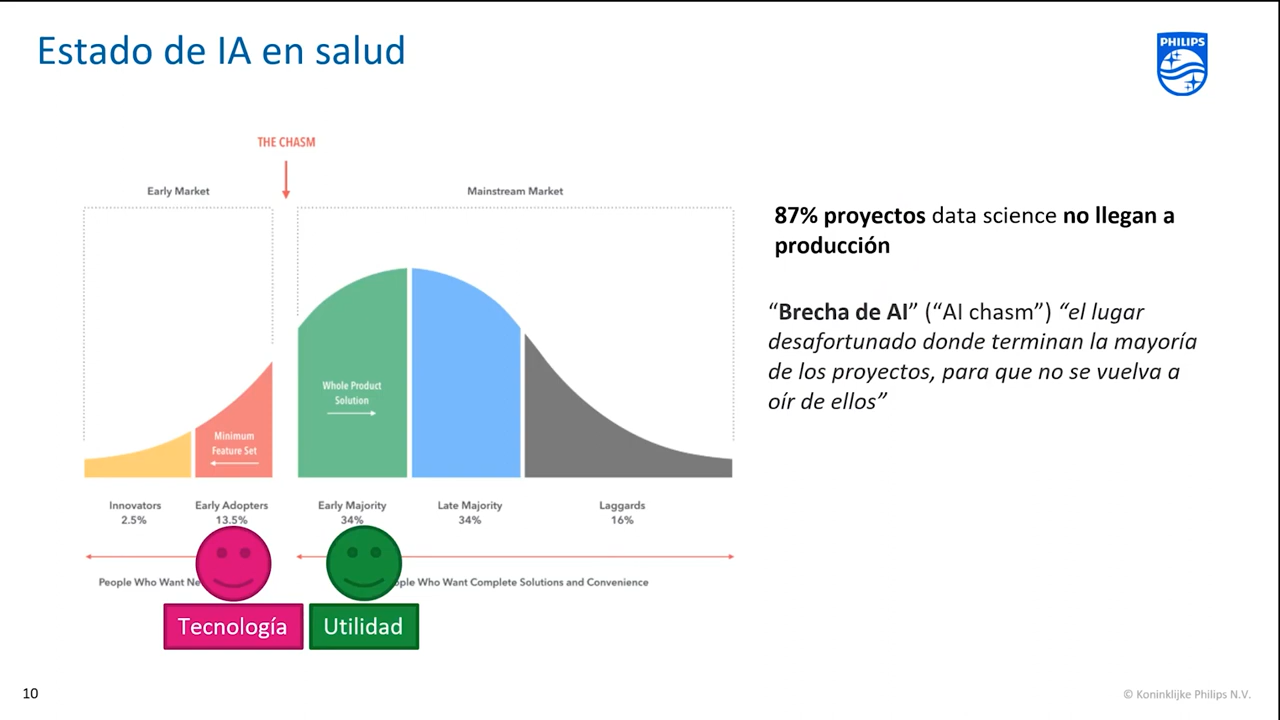 Estado de IA en salud
PHILIPS
THE CHASM
Early Market
Mainstream Market
87% proyectos data science no llegan a
producción
“Brecha de AI” (“AI chasm”) “el lugar
desafortunado donde terminan la mayoría
de los proyectos, para que no se vuelva a
oír de ellos”
Whole Product
Solution
Minimum
Feature Set
Innovators
2.5%
Early Adopters
13.5%
Early Majority
34%
Late Majority
34%
Laggards
16%
People Who Want
Who Want Complete Solutions and Convenience
Tecnología
Utilidad
10
© Koninklijke Philips N.V.